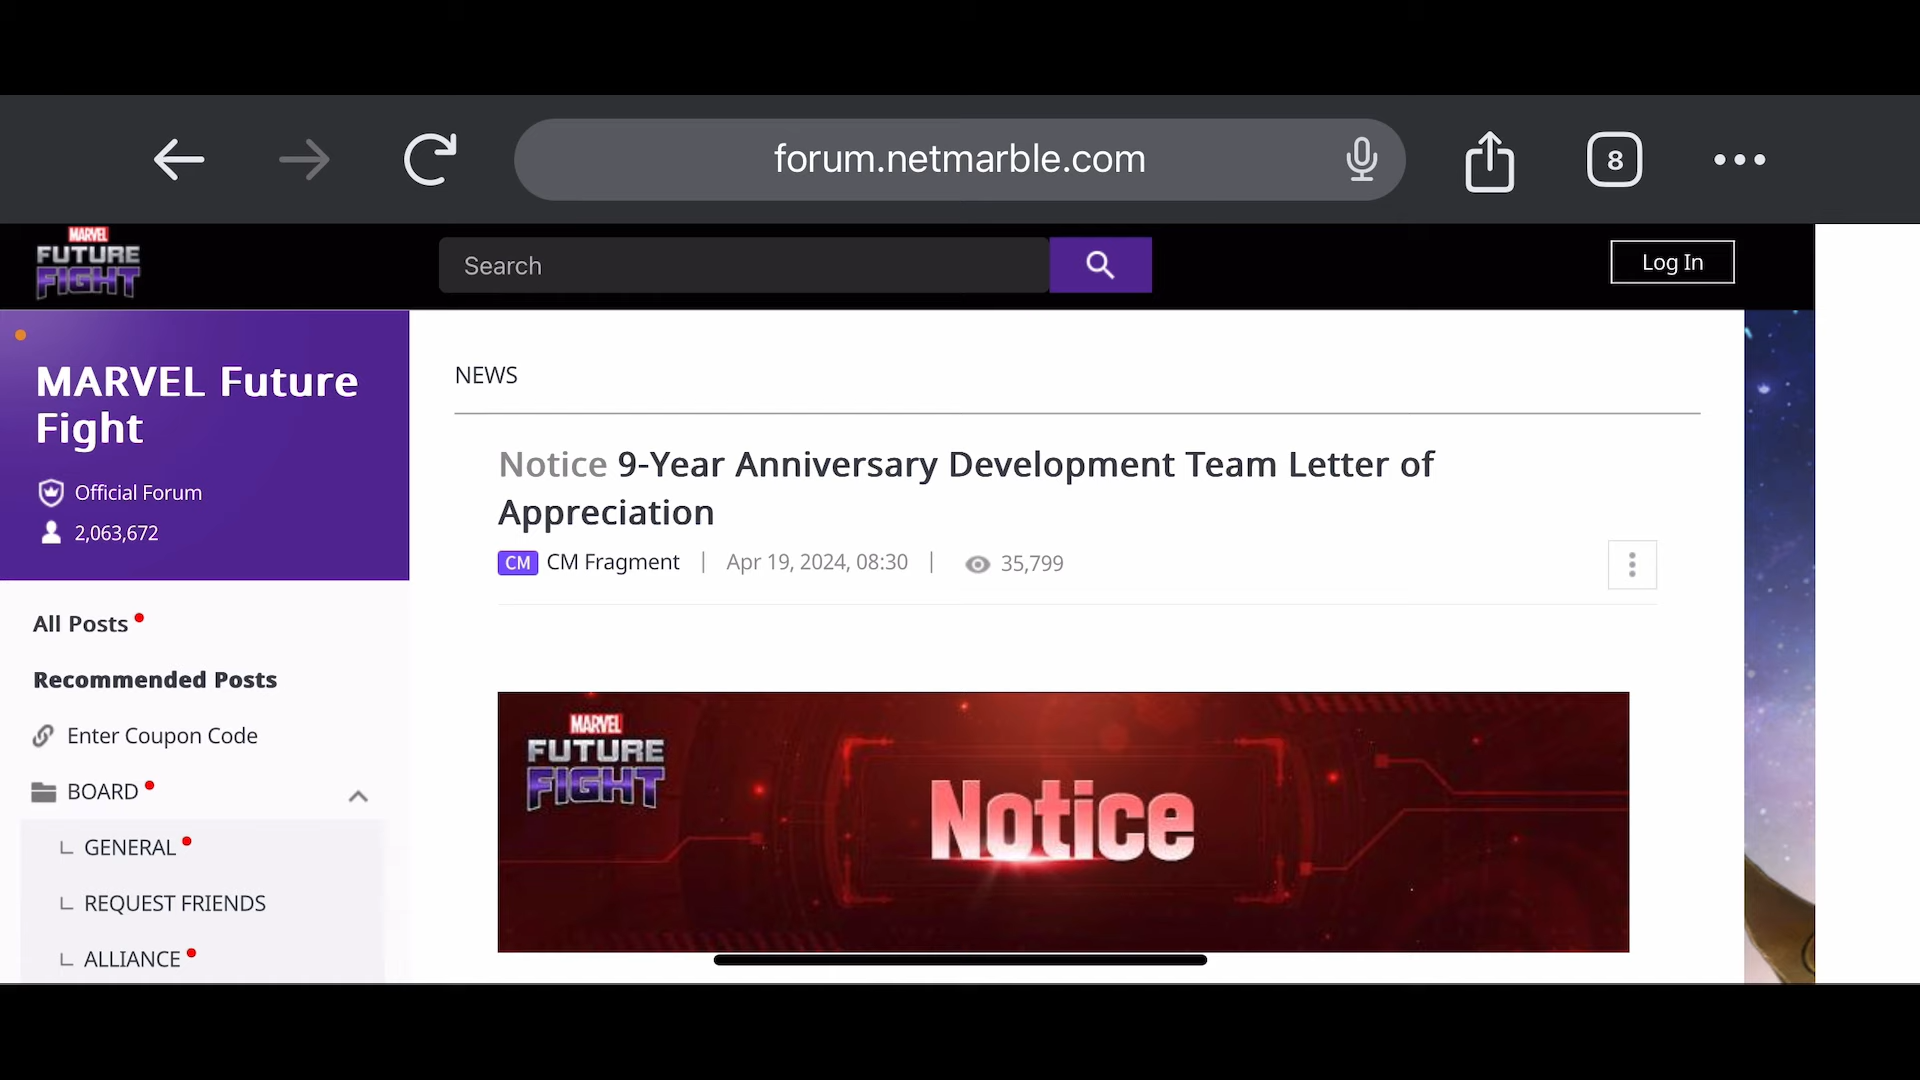 forum.netmarble.com
8
MARVEL
FUTURE
FIGHT
Search
Log In
MARVEL Future
Fight
Official Forum
2,063,672
All Posts
Recommended Posts
Enter Coupon Code
BOARD
GENERAL
REQUEST FRIENDS
ALLIANCE
NEWS
Notice 9-Year Anniversary Development Team Letter of
Appreciation
CM CM Fragment | Apr 19, 2024, 08:30 | 35,799
MARVEL
FUTURE
FIGHT
Notice